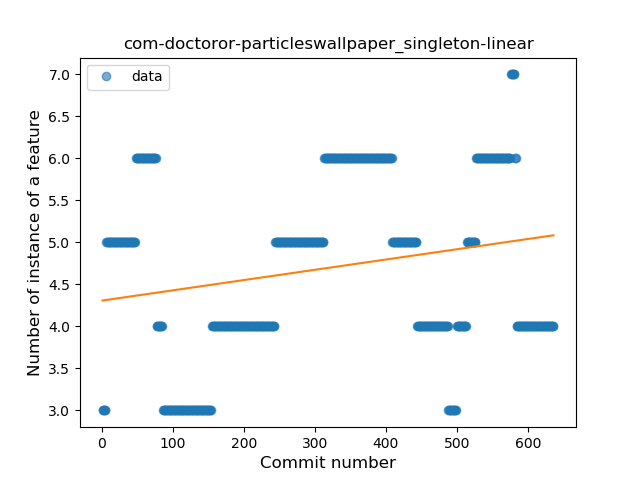 com-doctoror-particleswallpaper_singleton-linear
data
Number of instance of a feature
7.0
6.5
6.0
5.5
5.0
4.5
4.0
3.5
3.0
0 100 200 300 400 500 600
Commit number